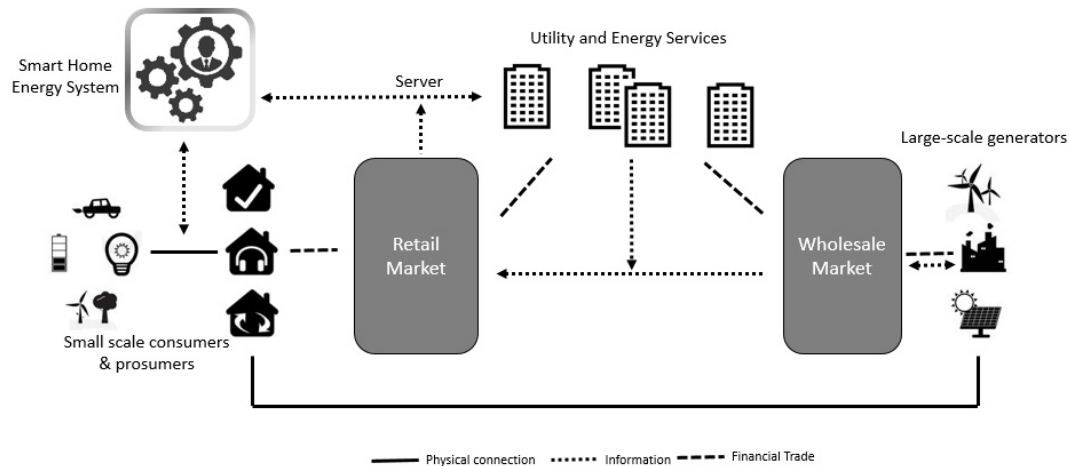 Utility and Energy Services
Smart Home
Energy System
Server
Large-scale generators
Retail
Market
Wholesale
Market
Small scale consumers
& prosumers
Physical connection
Information
Financial Trade